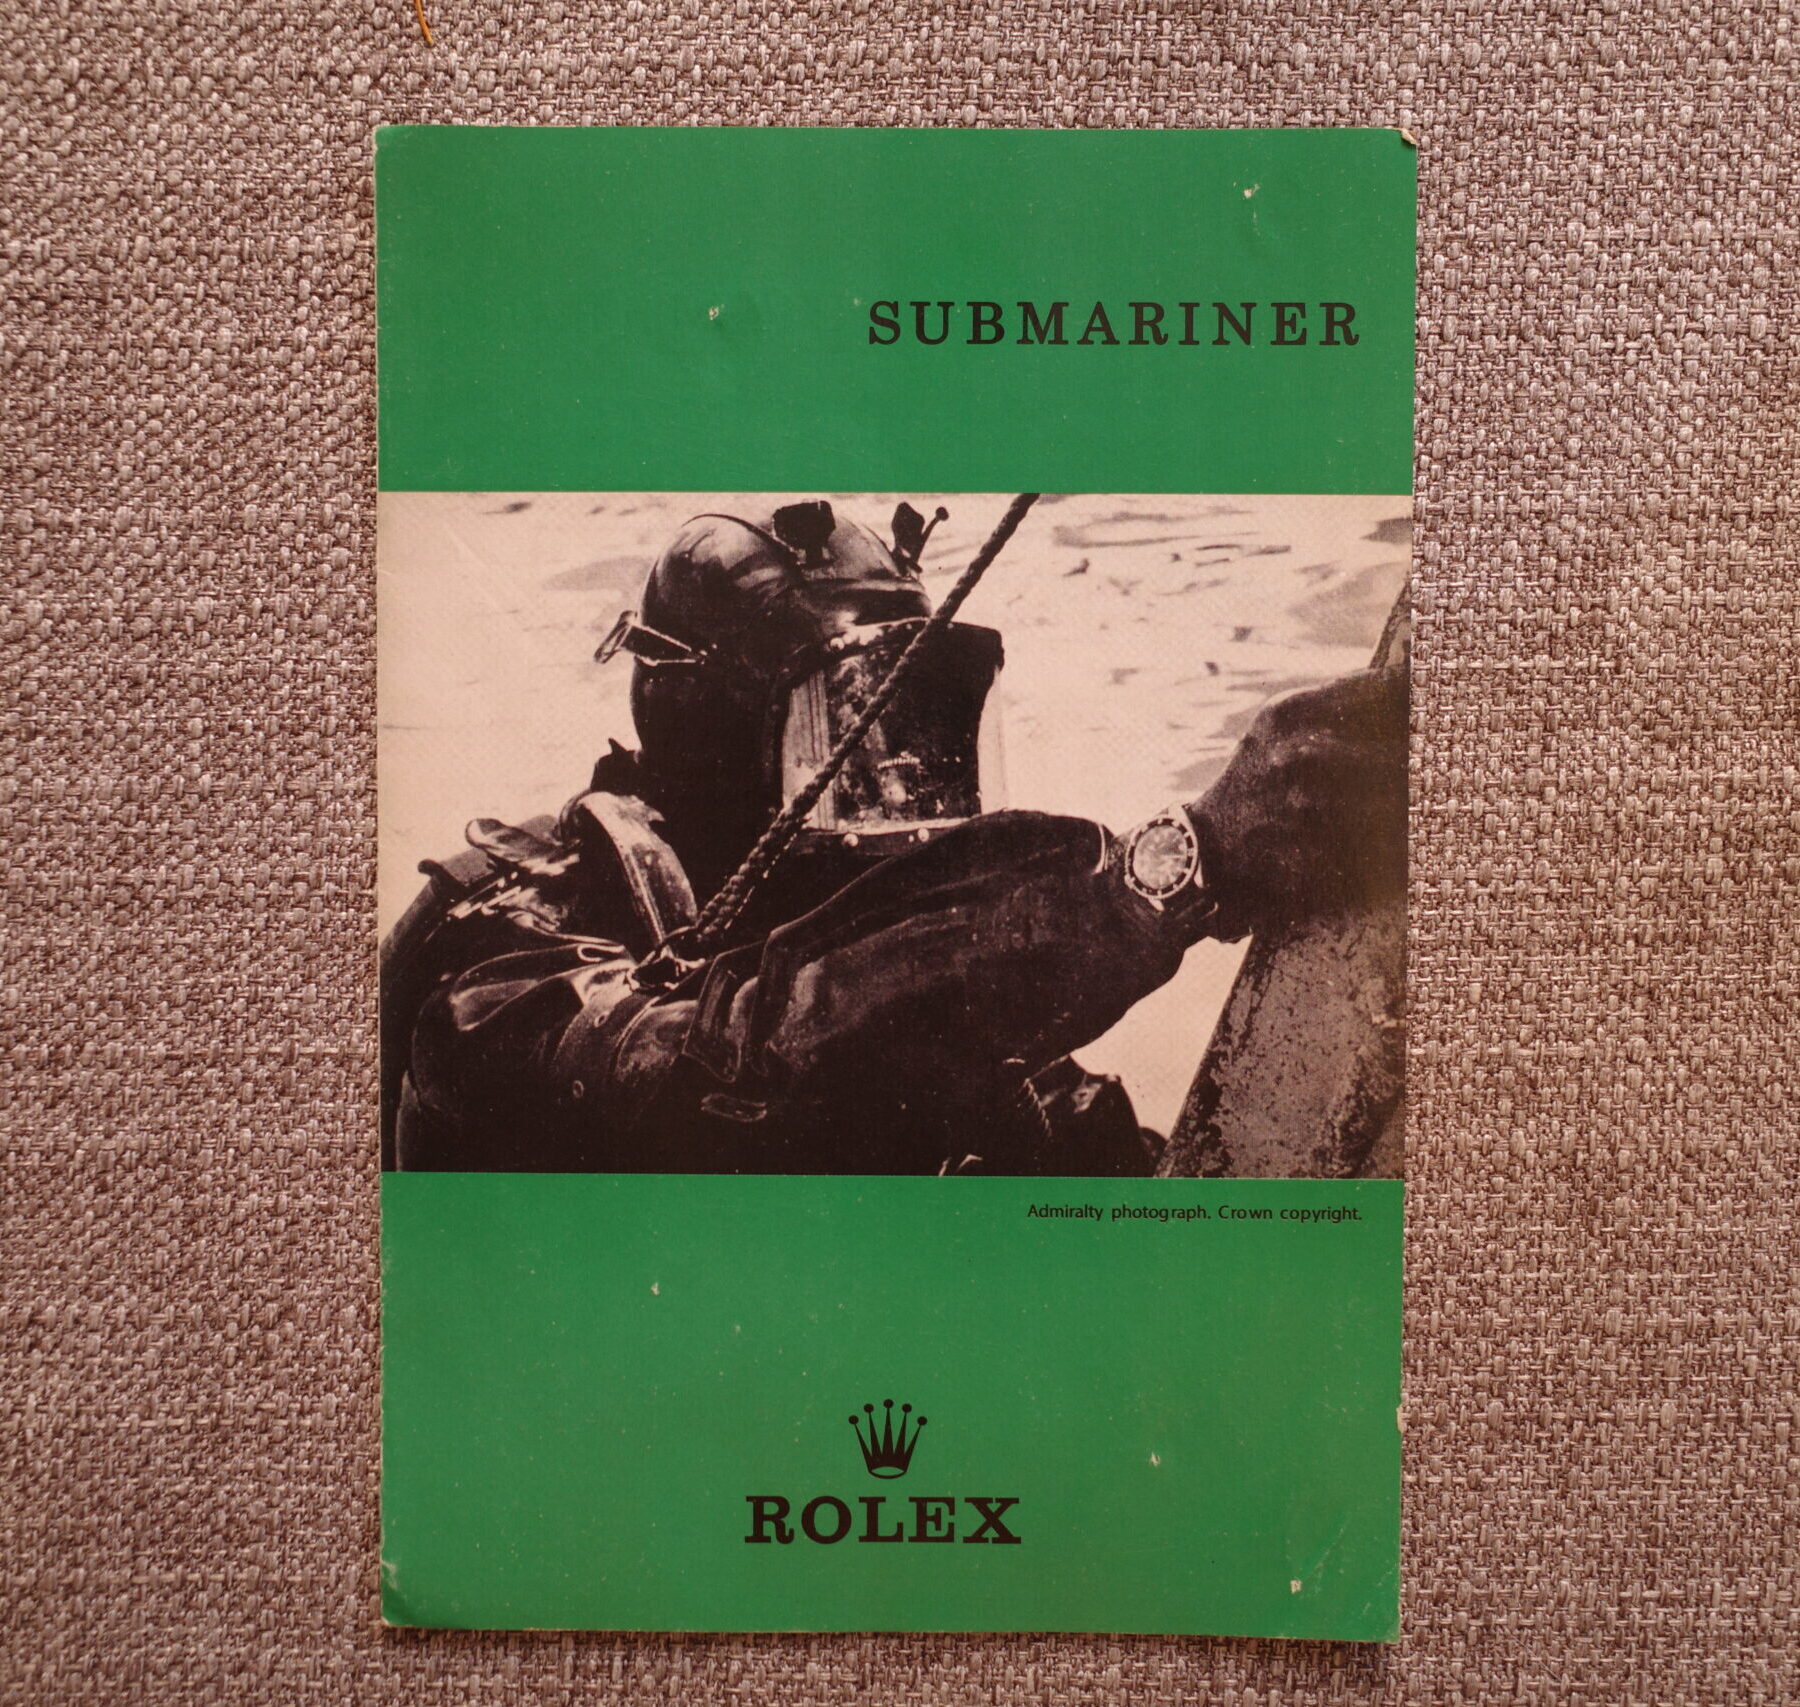 SUBMARINER
Admiralty photograph. Crown copyright.
ROLEX